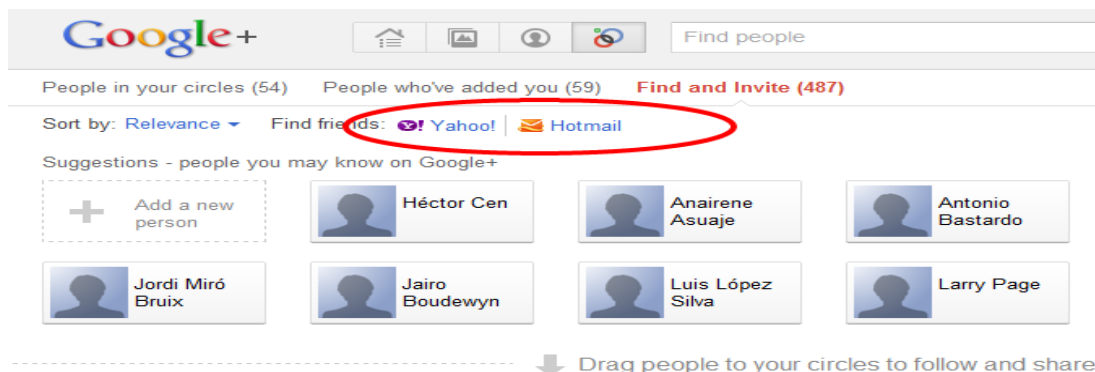 Google+ Find people
People in your circles (54) People who've added you (59) Find and Invite (487)
Sort by: Relevance Find friends: Y! Yahoo! Hotmail
Suggestions - people you may know on Google+
Add a new person
Héctor Cen
Anairene Asuaje
Antonio Bastardo
Jordi Miró Bruix
Jairo Boudewyn
Luis López Silva
Larry Page
Drag people to your circles to follow and share